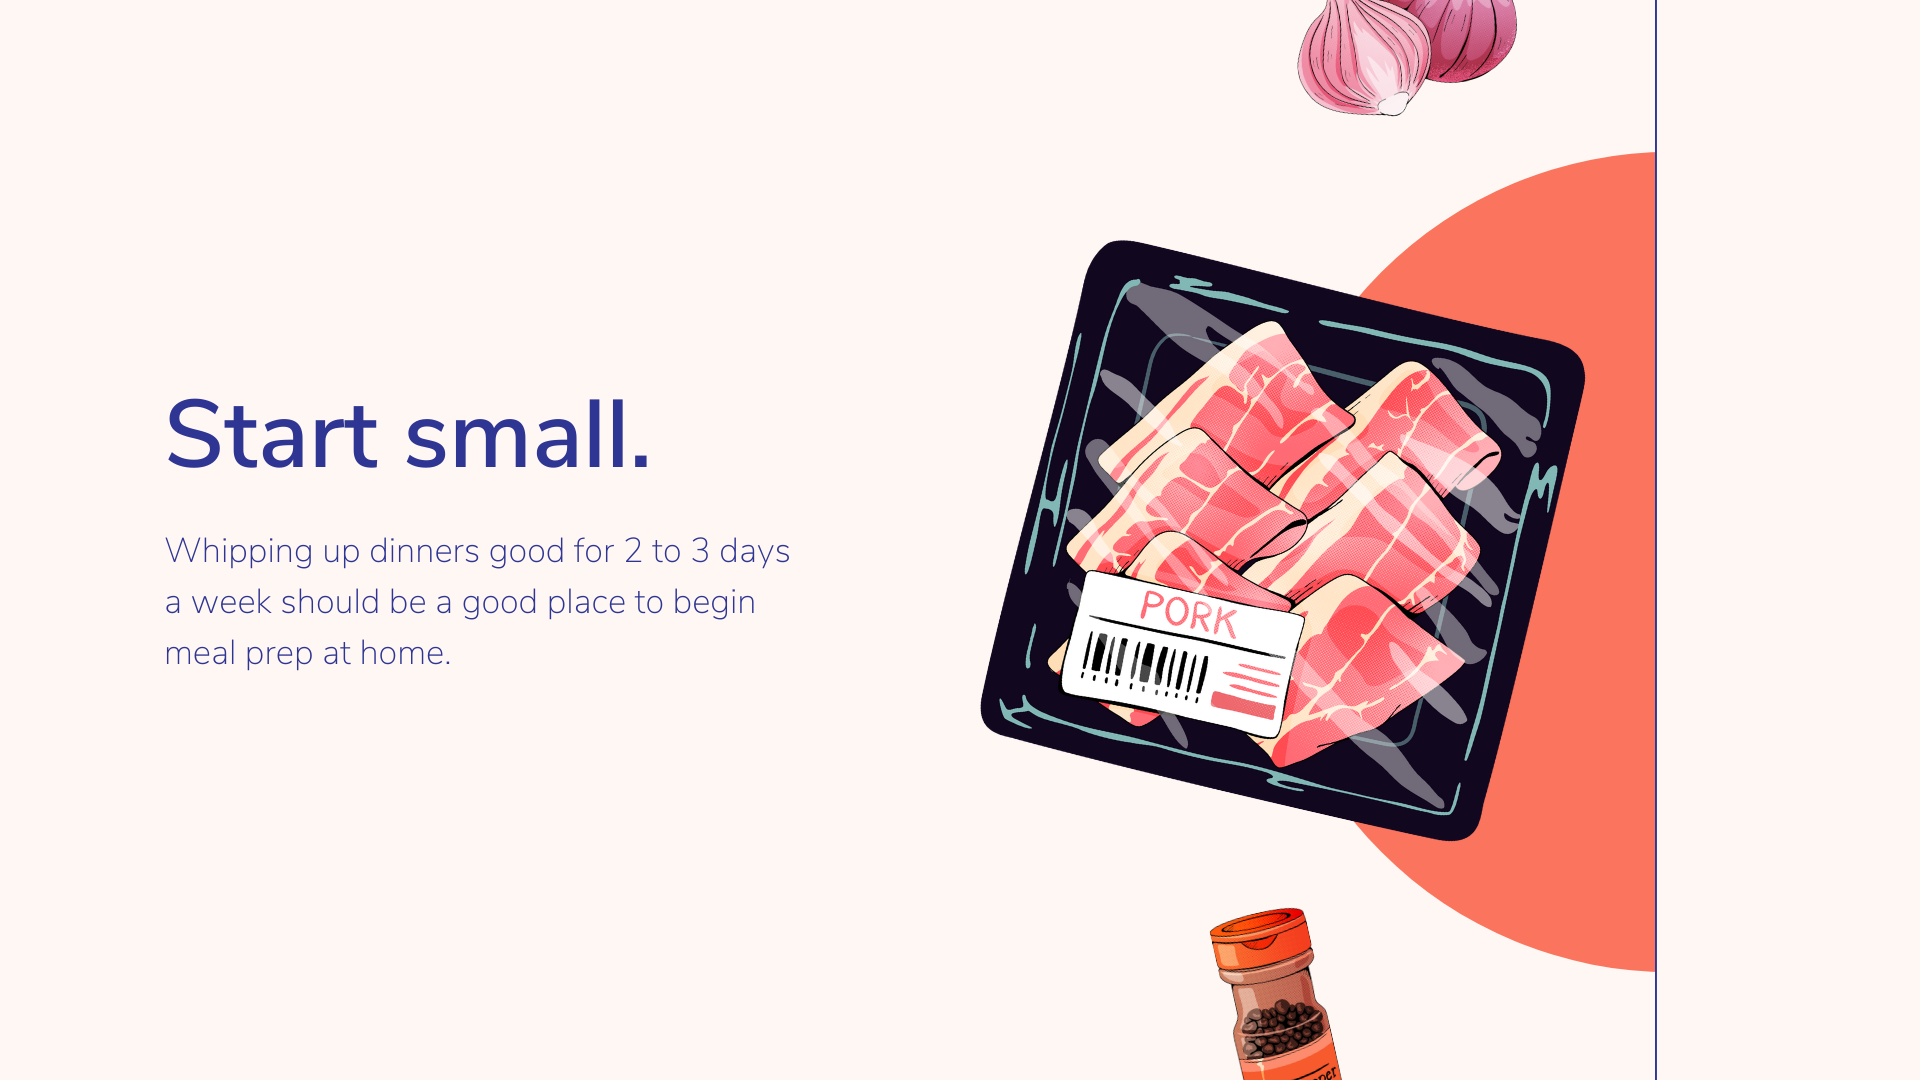 Start small.
Whipping up dinners good for 2 to 3 days
a week should be a good place to begin
meal prep at home.
PORK